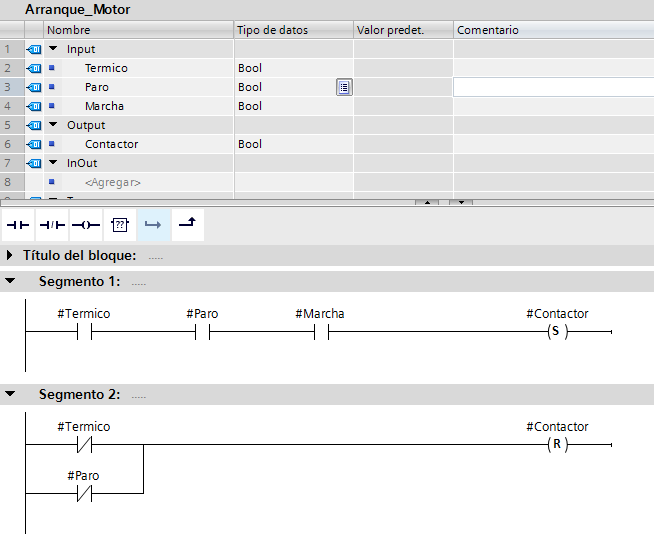 Arranque_Motor
Nombre Tipo de datos Valor predet. Comentario
1 Input
2 Termico Bool
3 Paro Bool
4 Marcha Bool
5 Output
6 Contactor Bool
7 InOut
8 <Agregar>
??
Título del bloque: .....
Segmento 1: .....
#Termico #Paro #Marcha #Contactor
S
Segmento 2: .....
#Termico #Contactor
R
#Paro